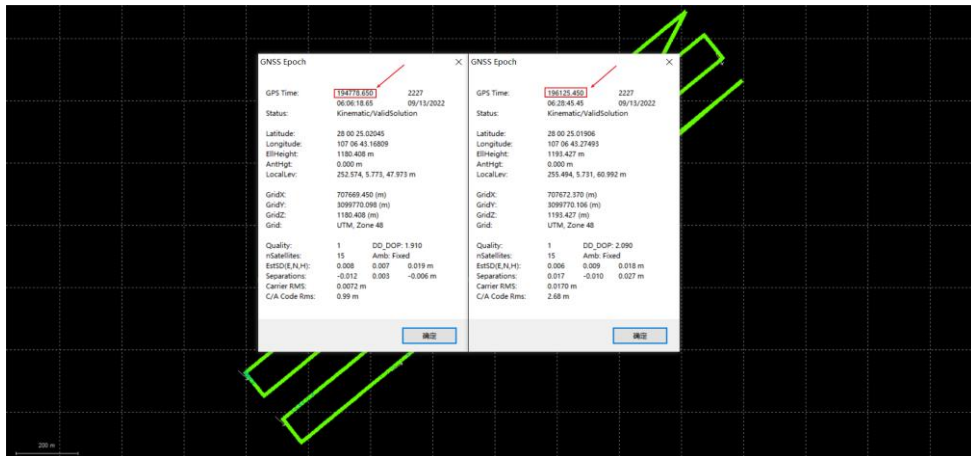 GNSS Epoch
GPS Time: 194778.650 2227
06:06:18.65 09/13/2022
Status: Kinematic/ValidSolution
Latitude: 28 00 25.02045
Longitude: 107 06 43.16809
EllHeight: 1180.408 m
AntHgt: 0.000 m
LocalLev: 252.574, 5.773, 47.973 m
GridX: 707669.450 (m)
GridY: 3099770.098 (m)
GridZ: 1180.408 (m)
Grid: UTM, Zone 48
Quality: 1 DD_DOP: 1.910
nSatellites: 15 Amb: Fixed
EstSD(E,N,H): 0.008 0.007 0.019 m
Separations: -0.012 0.003 -0.006 m
Carrier RMS: 0.0072 m
C/A Code Rms: 0.99 m
确定
GNSS Epoch
GPS Time: 196125.450 2227
06:28:45.45 09/13/2022
Status: Kinematic/ValidSolution
Latitude: 28 00 25.01906
Longitude: 107 06 43.27493
EllHeight: 1193.427 m
AntHgt: 0.000 m
LocalLev: 255.494, 5.731, 60.992 m
GridX: 707672.370 (m)
GridY: 3099770.106 (m)
GridZ: 1193.427 (m)
Grid: UTM, Zone 48
Quality: 1 DD_DOP: 2.090
nSatellites: 15 Amb: Fixed
EstSD(E,N,H): 0.006 0.009 0.018 m
Separations: 0.017 -0.010 0.027 m
Carrier RMS: 0.0170 m
C/A Code Rms: 2.68 m
确定
200 m